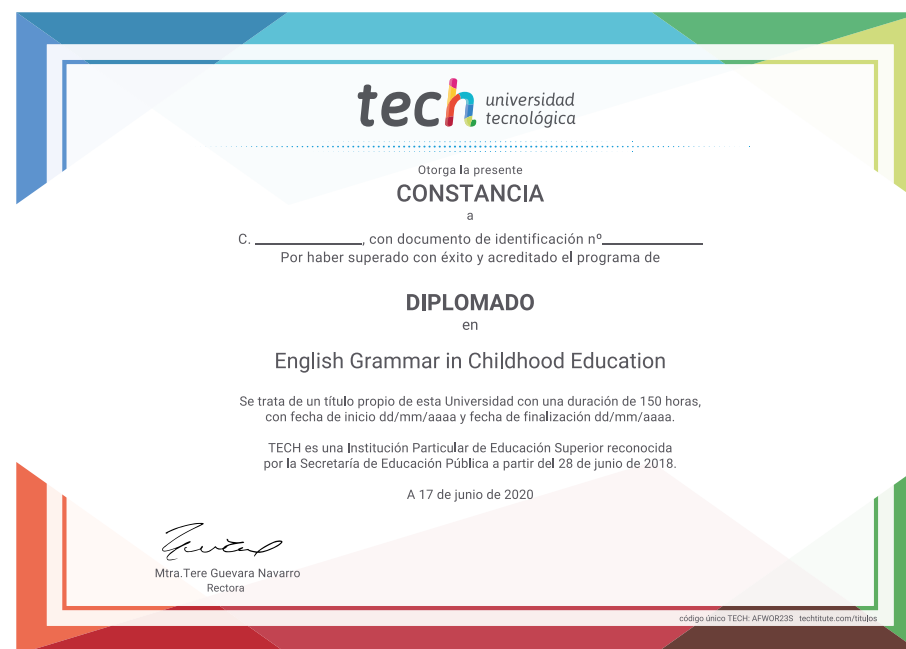 tech universidad
tecnológica
Otorga la presente
CONSTANCIA
a
C. ______________, con documento de identificación nº_____________
Por haber superado con éxito y acreditado el programa de
DIPLOMADO
en
English Grammar in Childhood Education
Se trata de un título propio de esta Universidad con una duración de 150 horas,
con fecha de inicio dd/mm/aaaa y fecha de finalización dd/mm/aaaa.
TECH es una Institución Particular de Educación Superior reconocida
por la Secretaría de Educación Pública a partir del 28 de junio de 2018.
A 17 de junio de 2020
Mtra.Tere Guevara Navarro
Rectora
código único TECH: AFWOR23S techtitute.com/titulos